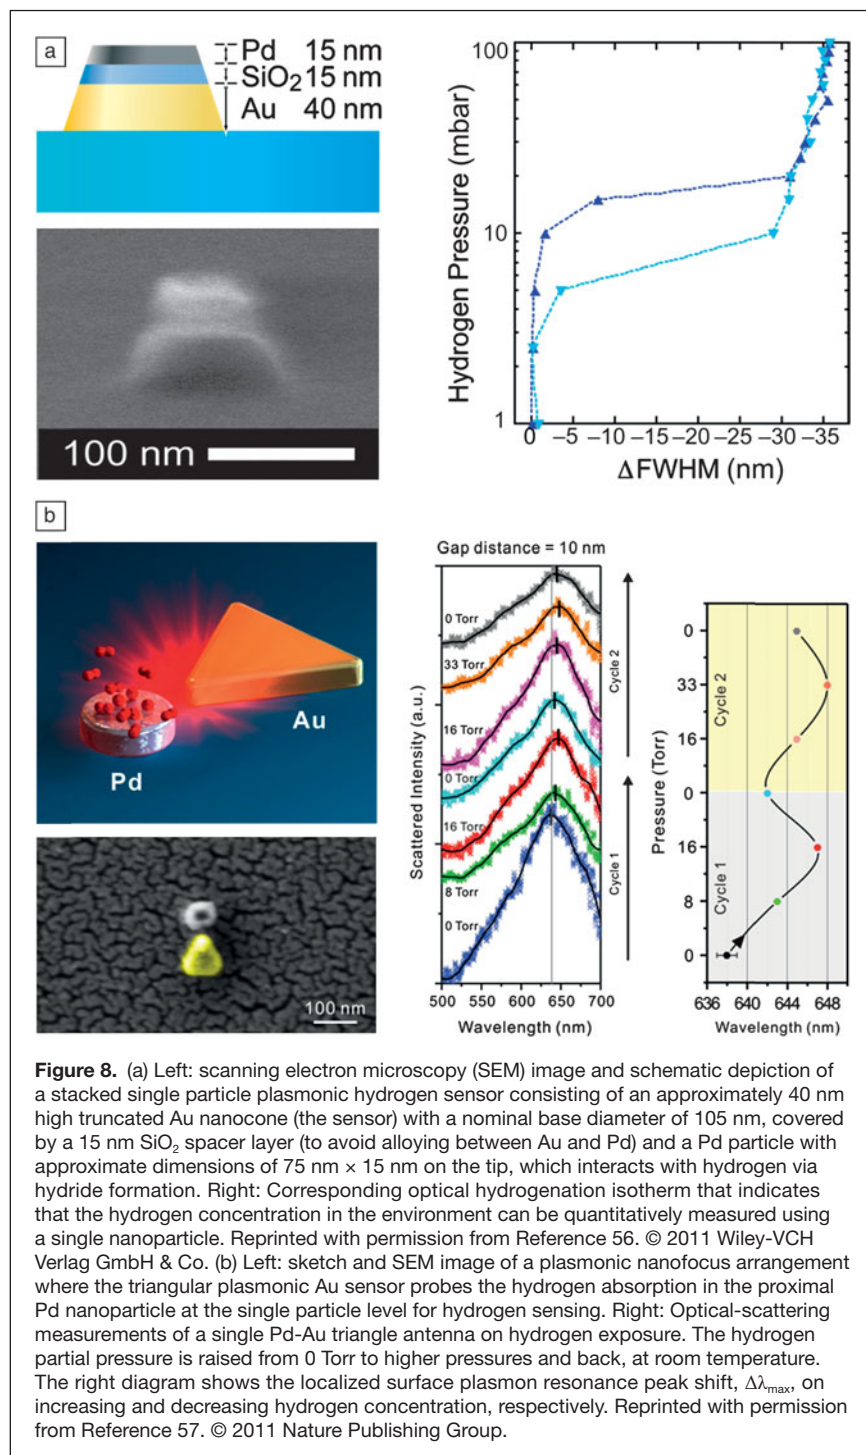 a
Pd 15 nm
SiO₂ 15 nm
Au 40 nm
100 nm
Hydrogen Pressure (mbar)
100
10
1
0 −5 −10 −15 −20 −25 −30 −35
ΔFWHM (nm)
b
Au
Pd
100 nm
Gap distance = 10 nm
Scattered Intensity (a.u.)
0 Torr
33 Torr
16 Torr
0 Torr
16 Torr
8 Torr
0 Torr
Cycle 2
Cycle 1
500 550 600 650 700
Wavelength (nm)
Pressure (Torr)
0
33
16
0
16
8
0
Cycle 2
Cycle 1
636 640 644 648
Wavelength (nm)
Figure 8. (a) Left: scanning electron microscopy (SEM) image and schematic depiction of
a stacked single particle plasmonic hydrogen sensor consisting of an approximately 40 nm
high truncated Au nanocone (the sensor) with a nominal base diameter of 105 nm, covered
by a 15 nm SiO₂ spacer layer (to avoid alloying between Au and Pd) and a Pd particle with
approximate dimensions of 75 nm × 15 nm on the tip, which interacts with hydrogen via
hydride formation. Right: Corresponding optical hydrogenation isotherm that indicates
that the hydrogen concentration in the environment can be quantitatively measured using
a single nanoparticle. Reprinted with permission from Reference 56. © 2011 Wiley-VCH
Verlag GmbH & Co. (b) Left: sketch and SEM image of a plasmonic nanofocus arrangement
where the triangular plasmonic Au sensor probes the hydrogen absorption in the proximal
Pd nanoparticle at the single particle level for hydrogen sensing. Right: Optical-scattering
measurements of a single Pd-Au triangle antenna on hydrogen exposure. The hydrogen
partial pressure is raised from 0 Torr to higher pressures and back, at room temperature.
The right diagram shows the localized surface plasmon resonance peak shift, Δλmax, on
increasing and decreasing hydrogen concentration, respectively. Reprinted with permission
from Reference 57. © 2011 Nature Publishing Group.